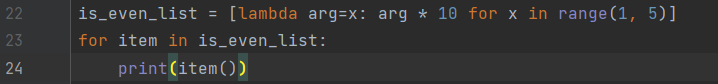 22 is_even_list = [lambda arg=x: arg * 10 for x in range(1, 5)]
23 for item in is_even_list:
24     print(item())